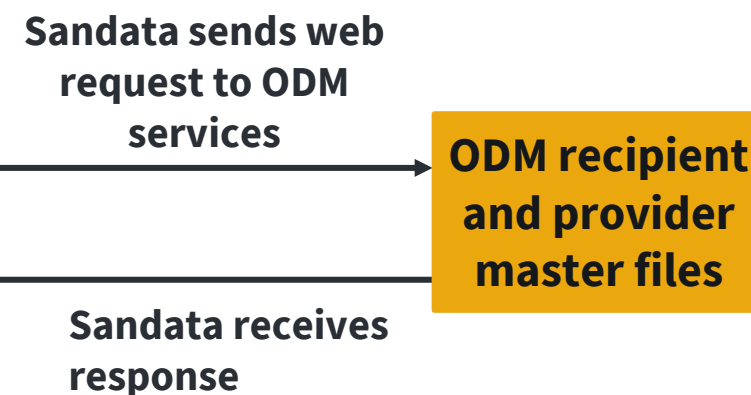 Sandata sends web
request to ODM
services
ODM recipient
and provider
master files
Sandata receives
response